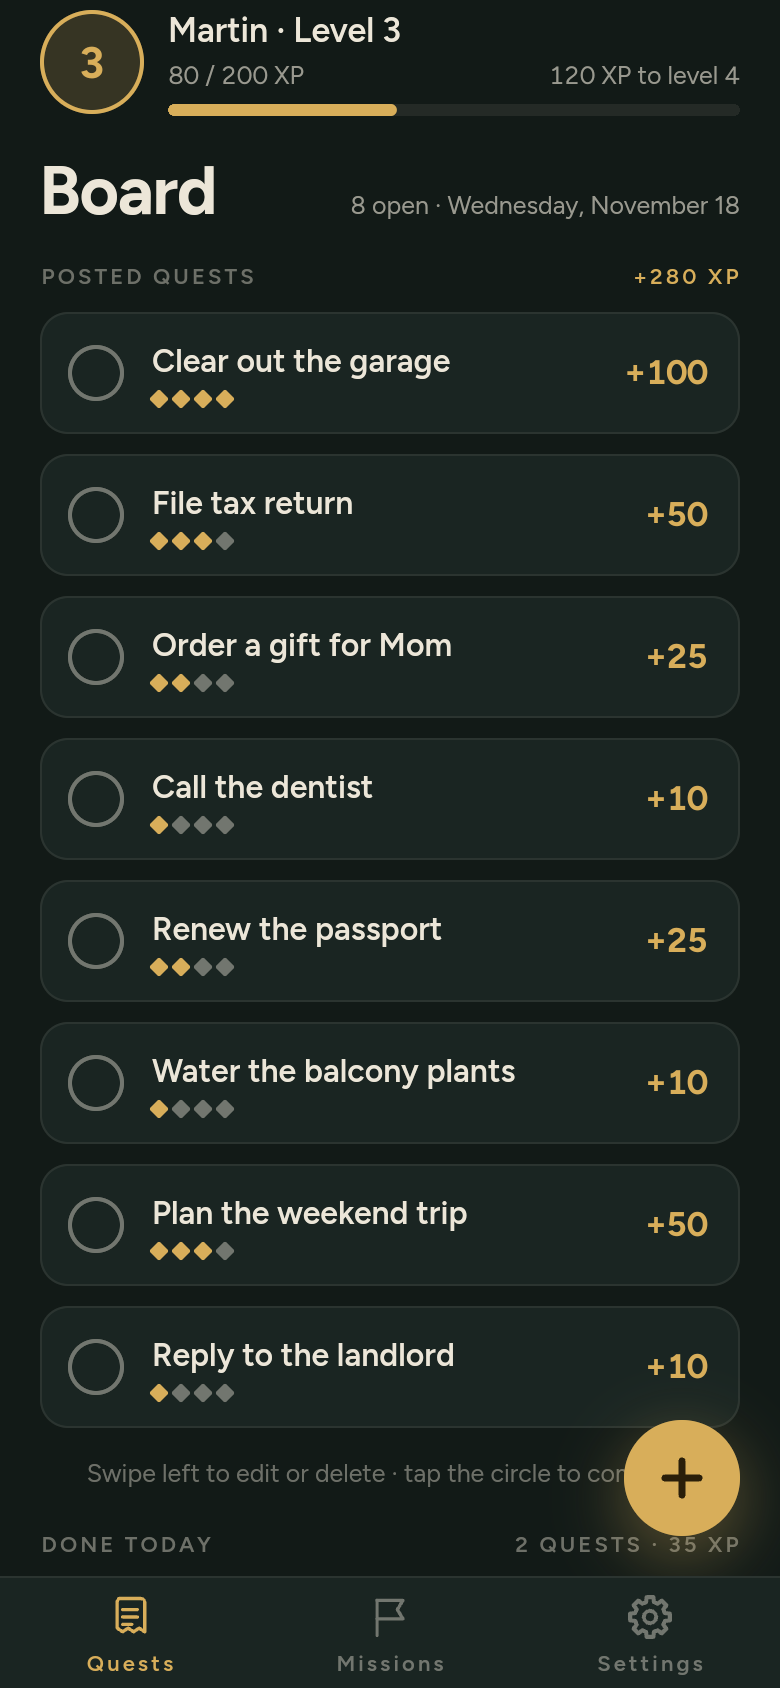 3
Martin · Level 3
80 / 200 XP
120 XP to level 4
Board
8 open · Wednesday, November 18
POSTED QUESTS
+280 XP
Clear out the garage
+100
File tax return
+50
Order a gift for Mom
+25
Call the dentist
+10
Renew the passport
+25
Water the balcony plants
+10
Plan the weekend trip
+50
Reply to the landlord
+10
Swipe left to edit or delete · tap the circle to
DONE TODAY
2 QUESTS · 35 XP
Quests
Missions
Settings